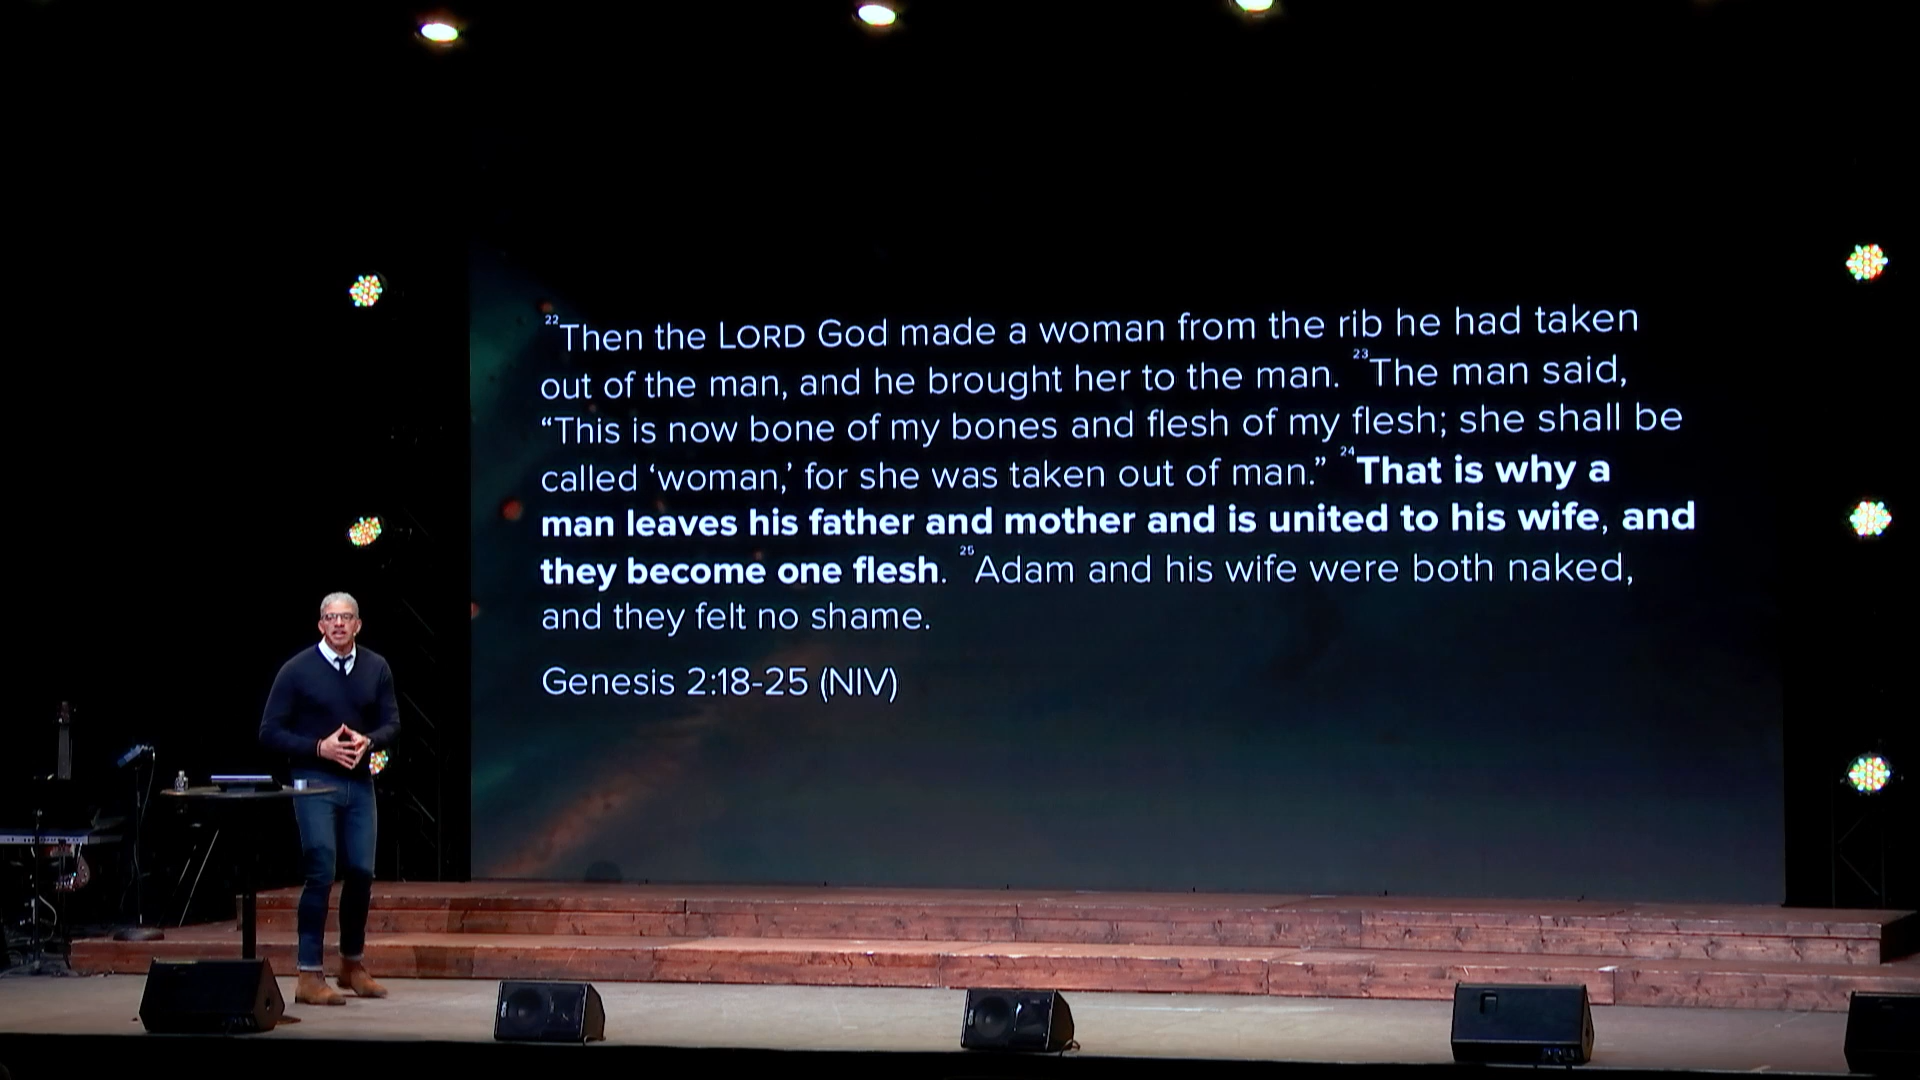 ²²Then the LORD God made a woman from the rib he had taken
out of the man, and he brought her to the man. ²³The man said,
“This is now bone of my bones and flesh of my flesh; she shall be
called ‘woman,’ for she was taken out of man.” ²⁴That is why a
man leaves his father and mother and is united to his wife, and
they become one flesh. ²⁵Adam and his wife were both naked,
and they felt no shame.
Genesis 2:18-25 (NIV)